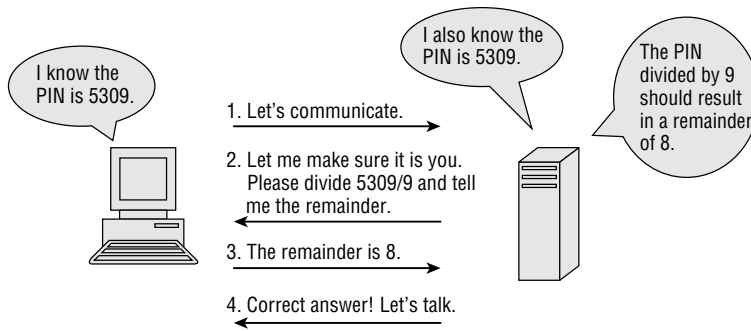 I know the
PIN is 5309.
I also know the
PIN is 5309.
The PIN
divided by 9
should result
in a remainder
of 8.
1. Let's communicate.
2. Let me make sure it is you.
Please divide 5309/9 and tell
me the remainder.
3. The remainder is 8.
4. Correct answer! Let's talk.